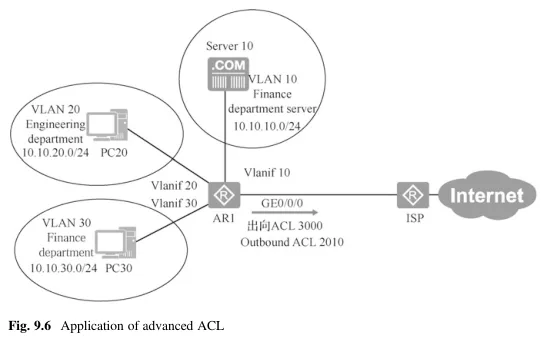 Server 10
.COM
VLAN 10
Finance
department server
10.10.10.0/24
VLAN 20
Engineering
department
10.10.20.0/24
PC20
Vlanif 20
Vlanif 10
Vlanif 30
VLAN 30
Finance
department
10.10.30.0/24
PC30
R
AR1
GE0/0/0
出向ACL 3000
Outbound ACL 2010
R
ISP
Internet
Fig. 9.6 Application of advanced ACL